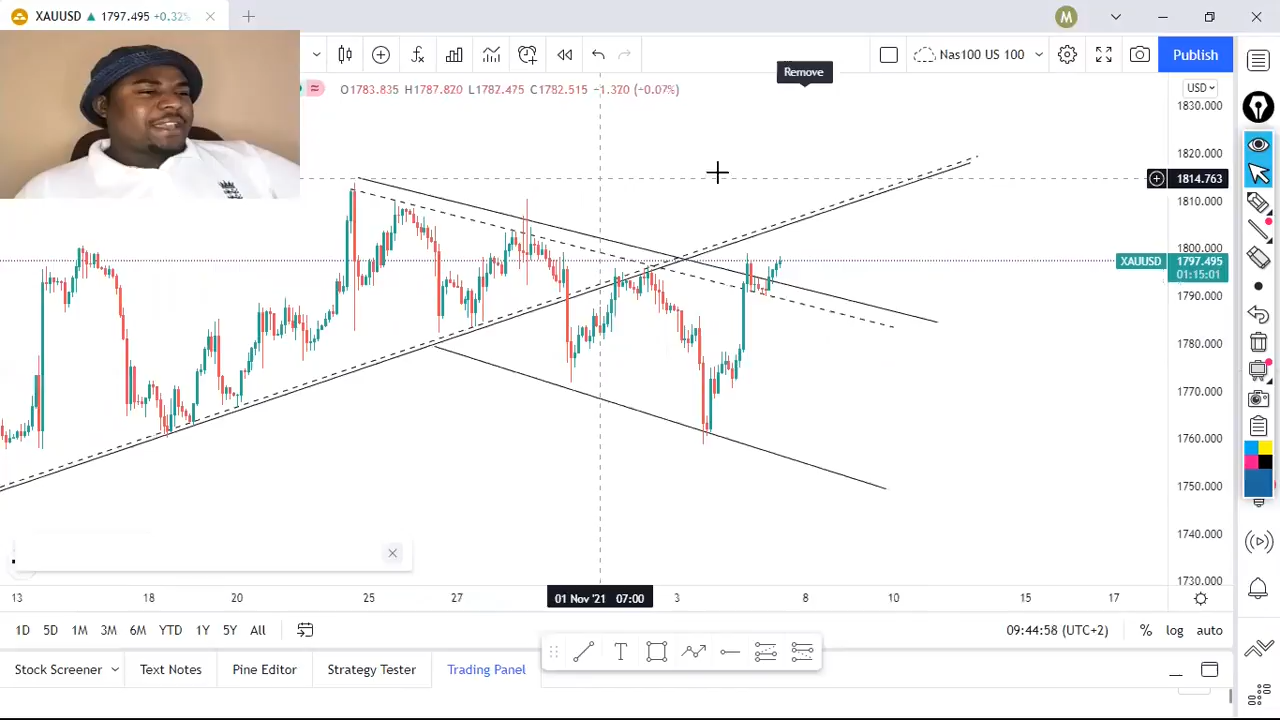 XAUUSD ▲ 1797.495 +0.32%
M
Nas100 US 100
Publish
Remove
O1783.835 H1787.820 L1782.475 C1782.515 −1.320 (−0.07%)
USD
1830.000
1820.000
1814.763
1810.000
1800.000
XAUUSD 1797.495
01:15:01
1790.000
1780.000
1770.000
1760.000
1750.000
1740.000
1730.000
13 18 20 25 27 01 Nov '21 07:00 3 8 10 15 17
1D 5D 1M 3M 6M YTD 1Y 5Y All 09:44:58 (UTC+2) % log auto
T
Stock Screener Text Notes Pine Editor Strategy Tester Trading Panel